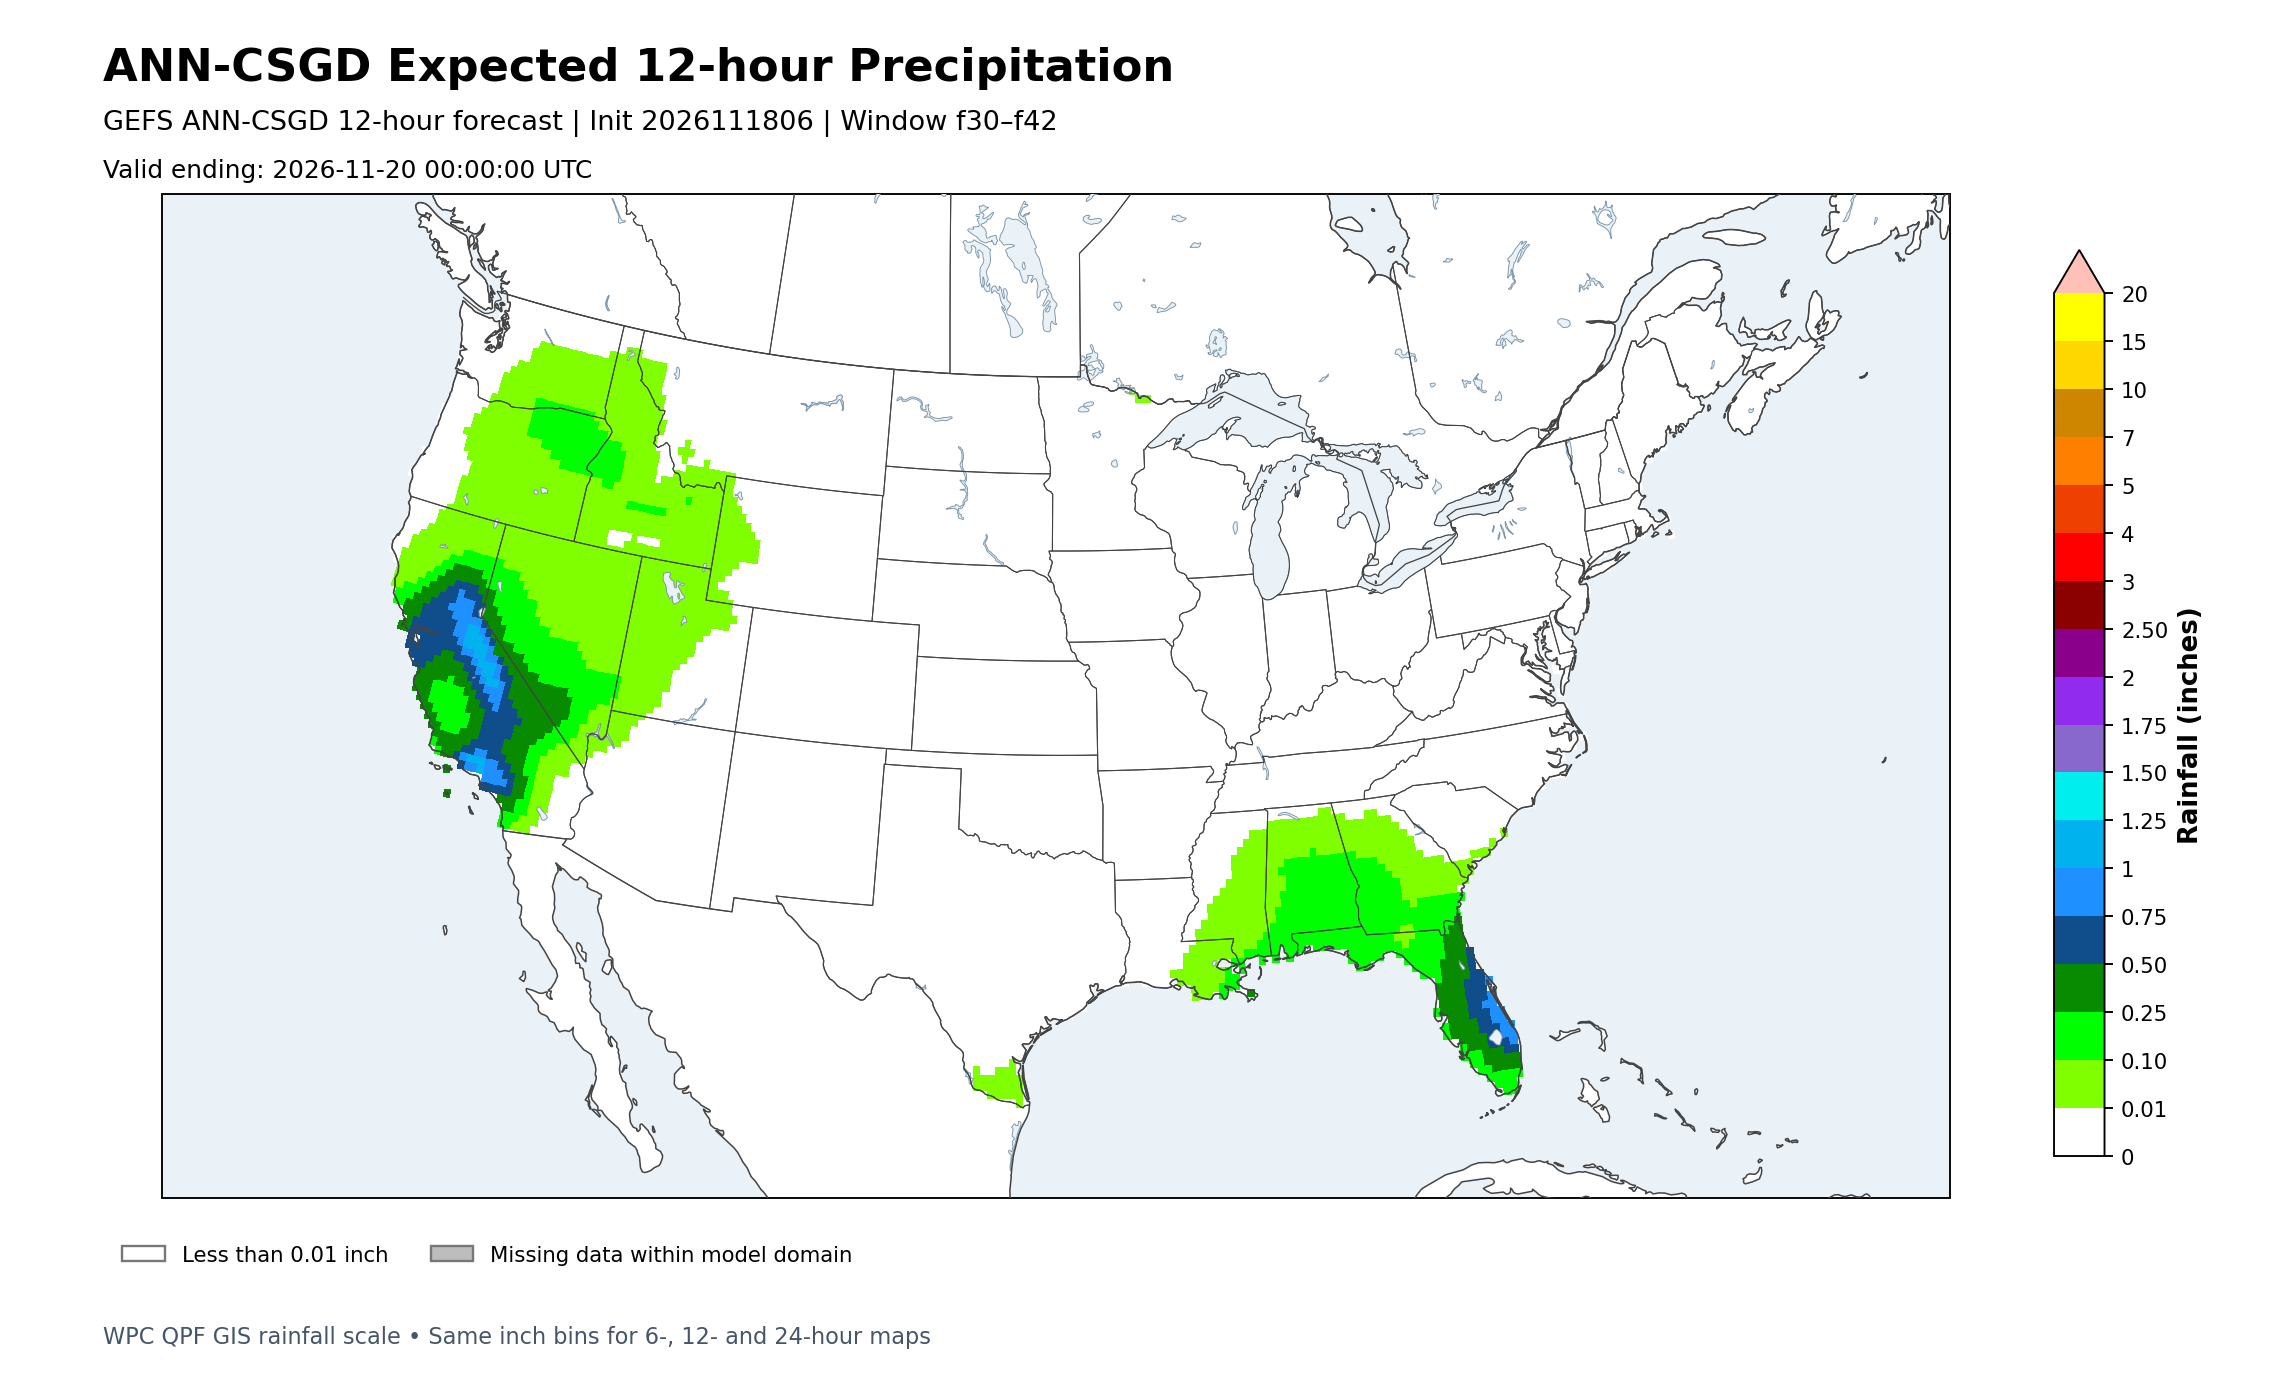 ANN-CSGD Expected 12-hour Precipitation
GEFS ANN-CSGD 12-hour forecast | Init 2026111806 | Window f30–f42
Valid ending: 2026-11-20 00:00:00 UTC
20
15
10
7
5
4
3
2.50
2
1.75
1.50
1.25
1
0.75
0.50
0.25
0.10
0.01
0
Rainfall (inches)
Less than 0.01 inch
Missing data within model domain
WPC QPF GIS rainfall scale • Same inch bins for 6-, 12- and 24-hour maps